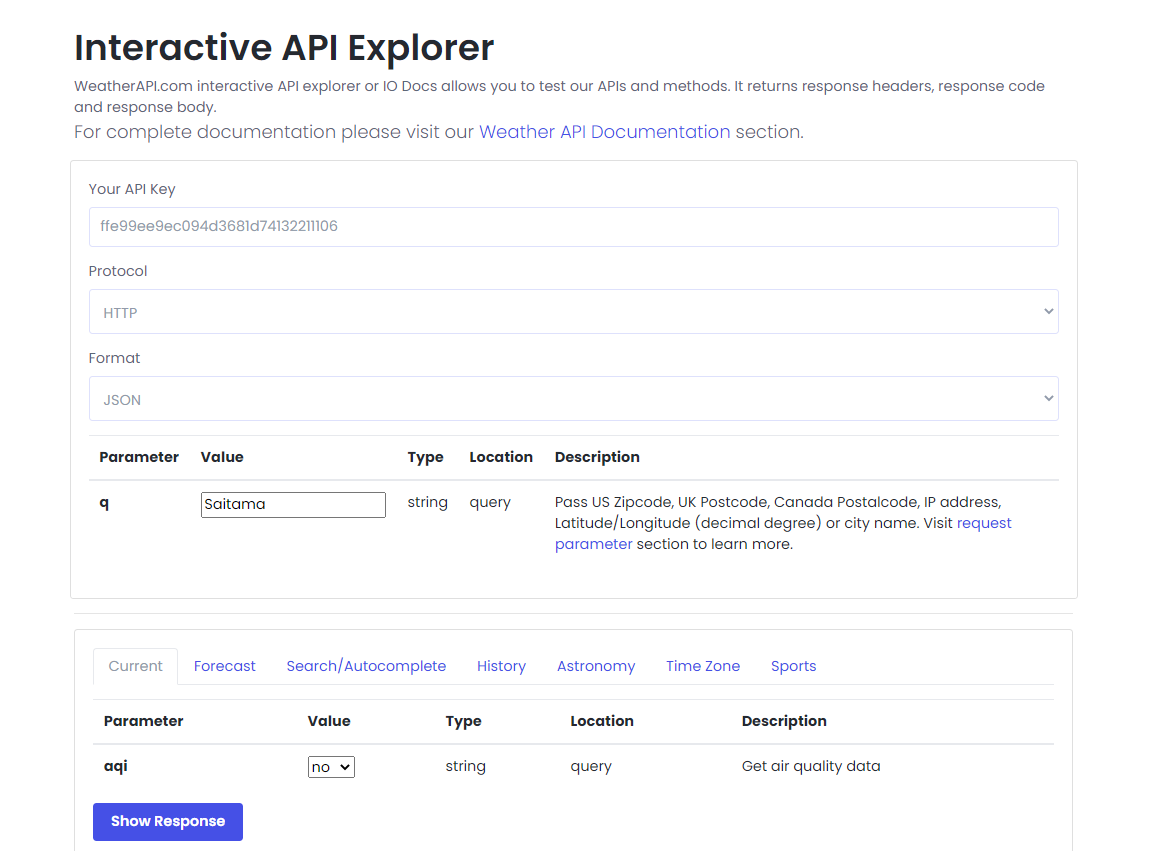 Interactive API Explorer
WeatherAPI.com interactive API explorer or IO Docs allows you to test our APIs and methods. It returns response headers, response code
and response body.
For complete documentation please visit our Weather API Documentation section.
Your API Key
ffe99ee9ec094d3681d74132211106
Protocol
HTTP
Format
JSON
Parameter Value Type Location Description
q Saitama string query Pass US Zipcode, UK Postcode, Canada Postalcode, IP address,
Latitude/Longitude (decimal degree) or city name. Visit request
parameter section to learn more.
Current Forecast Search/Autocomplete History Astronomy Time Zone Sports
Parameter Value Type Location Description
aqi no string query Get air quality data
Show Response